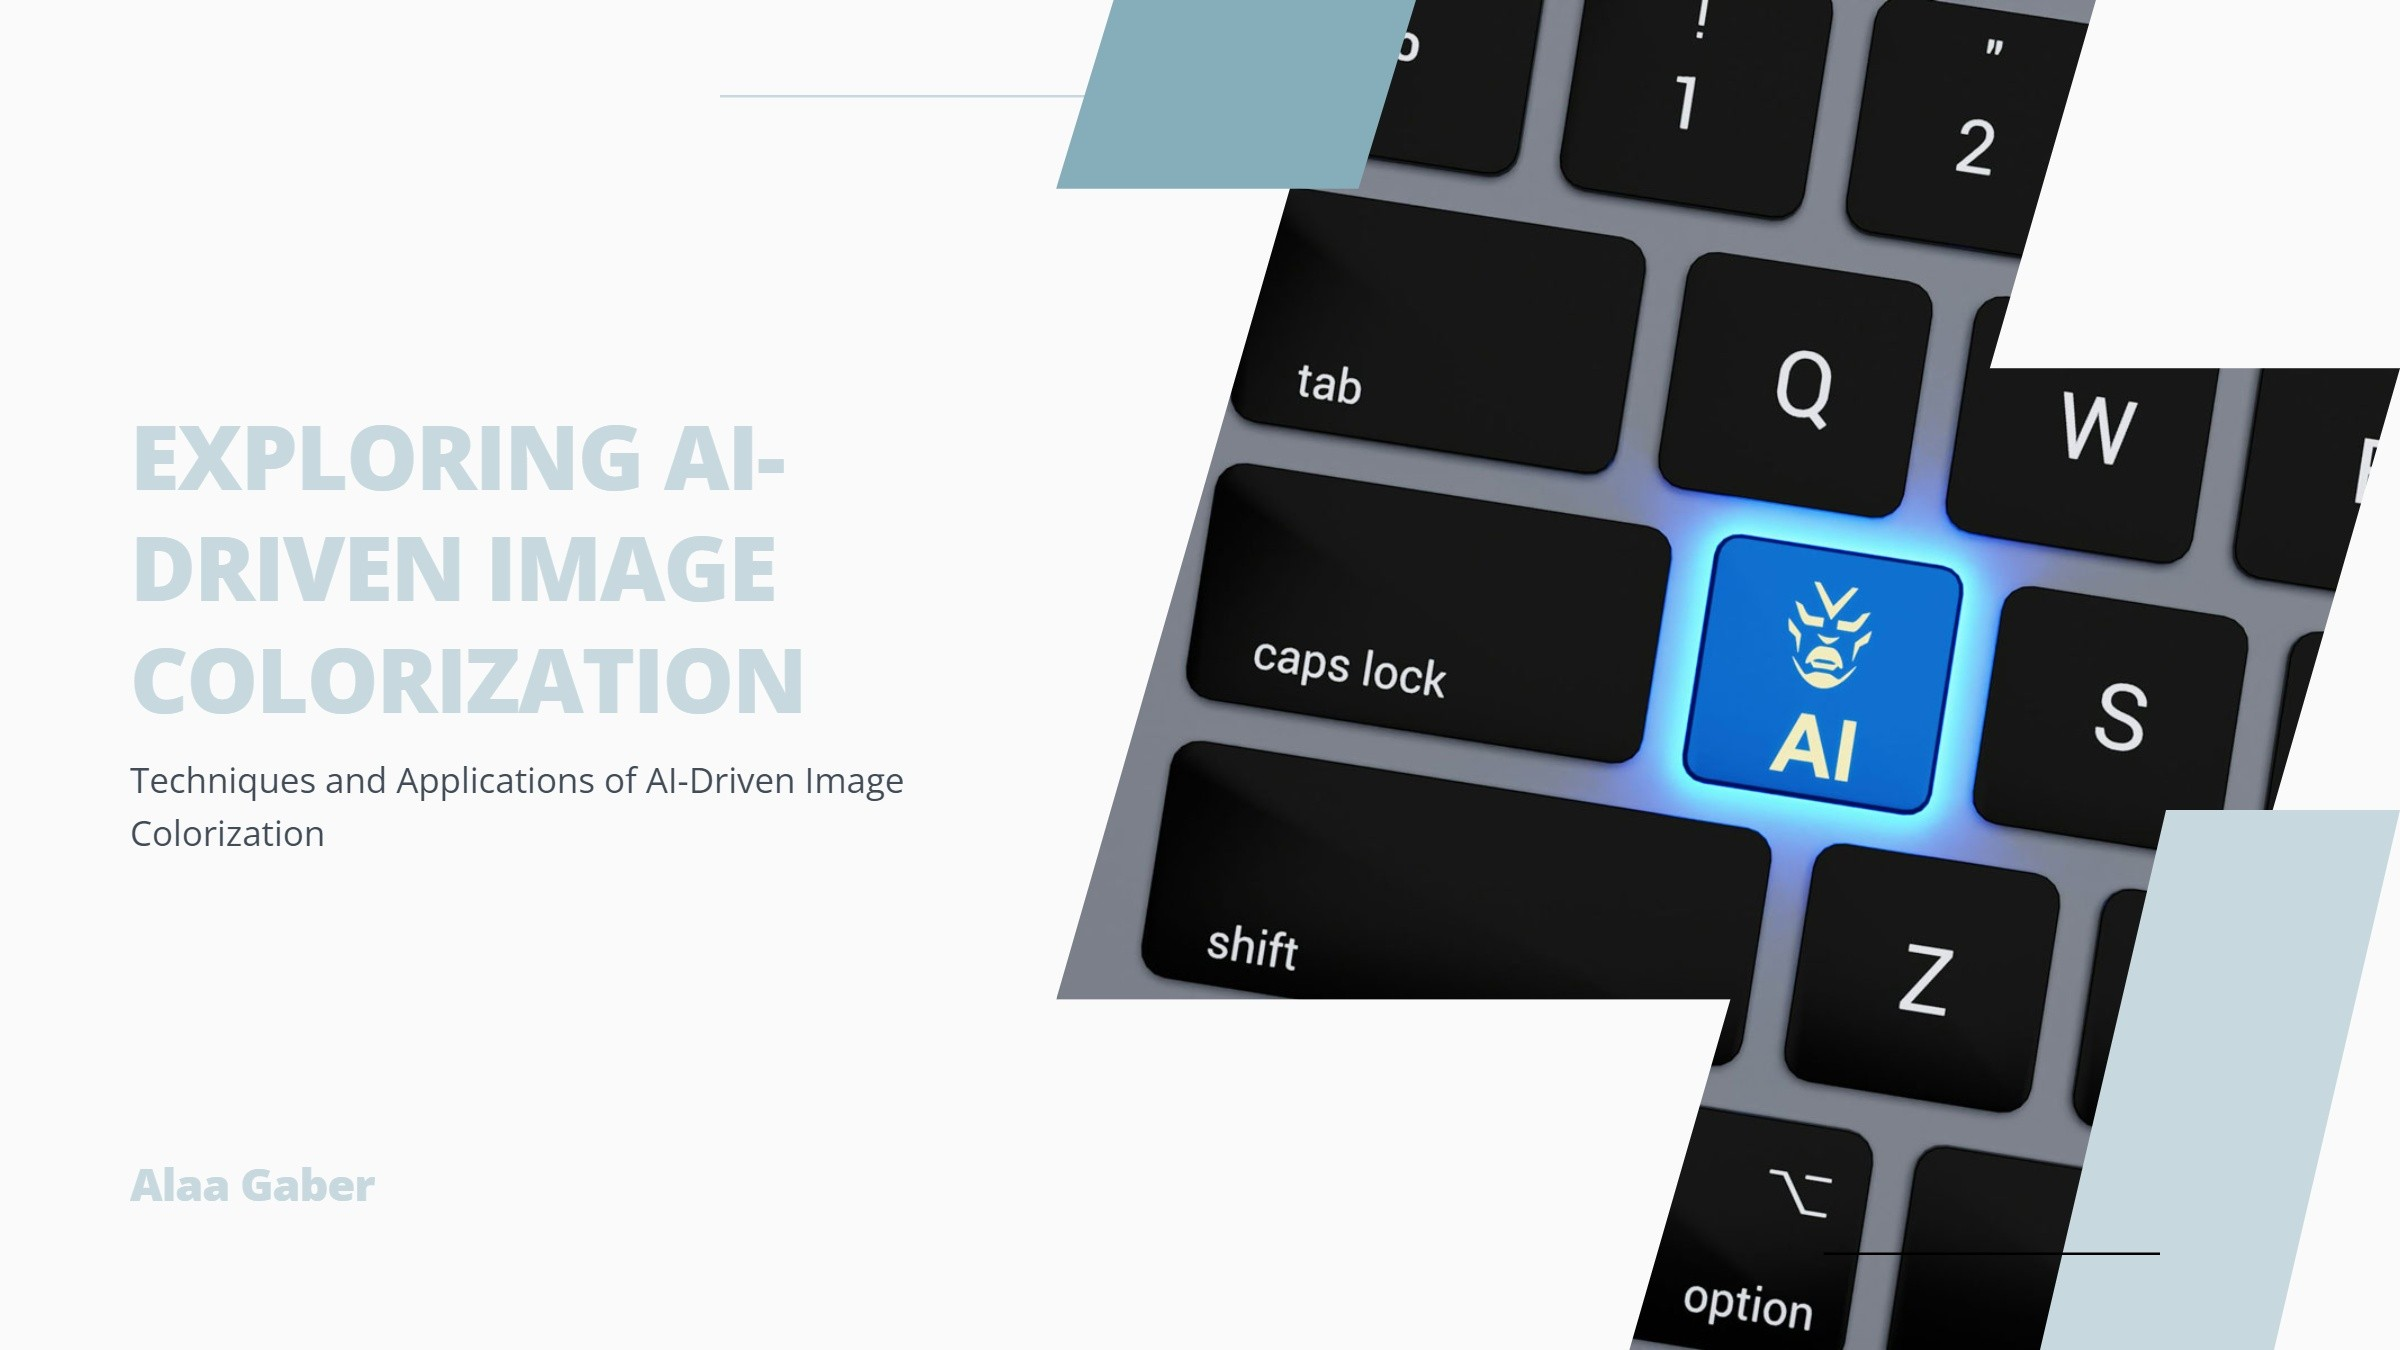 EXPLORING AI-
DRIVEN IMAGE
COLORIZATION
Techniques and Applications of AI-Driven Image
Colorization
Alaa Gaber
!
1
"
2
tab
Q
W
caps lock
AI
S
shift
Z
⌥
option